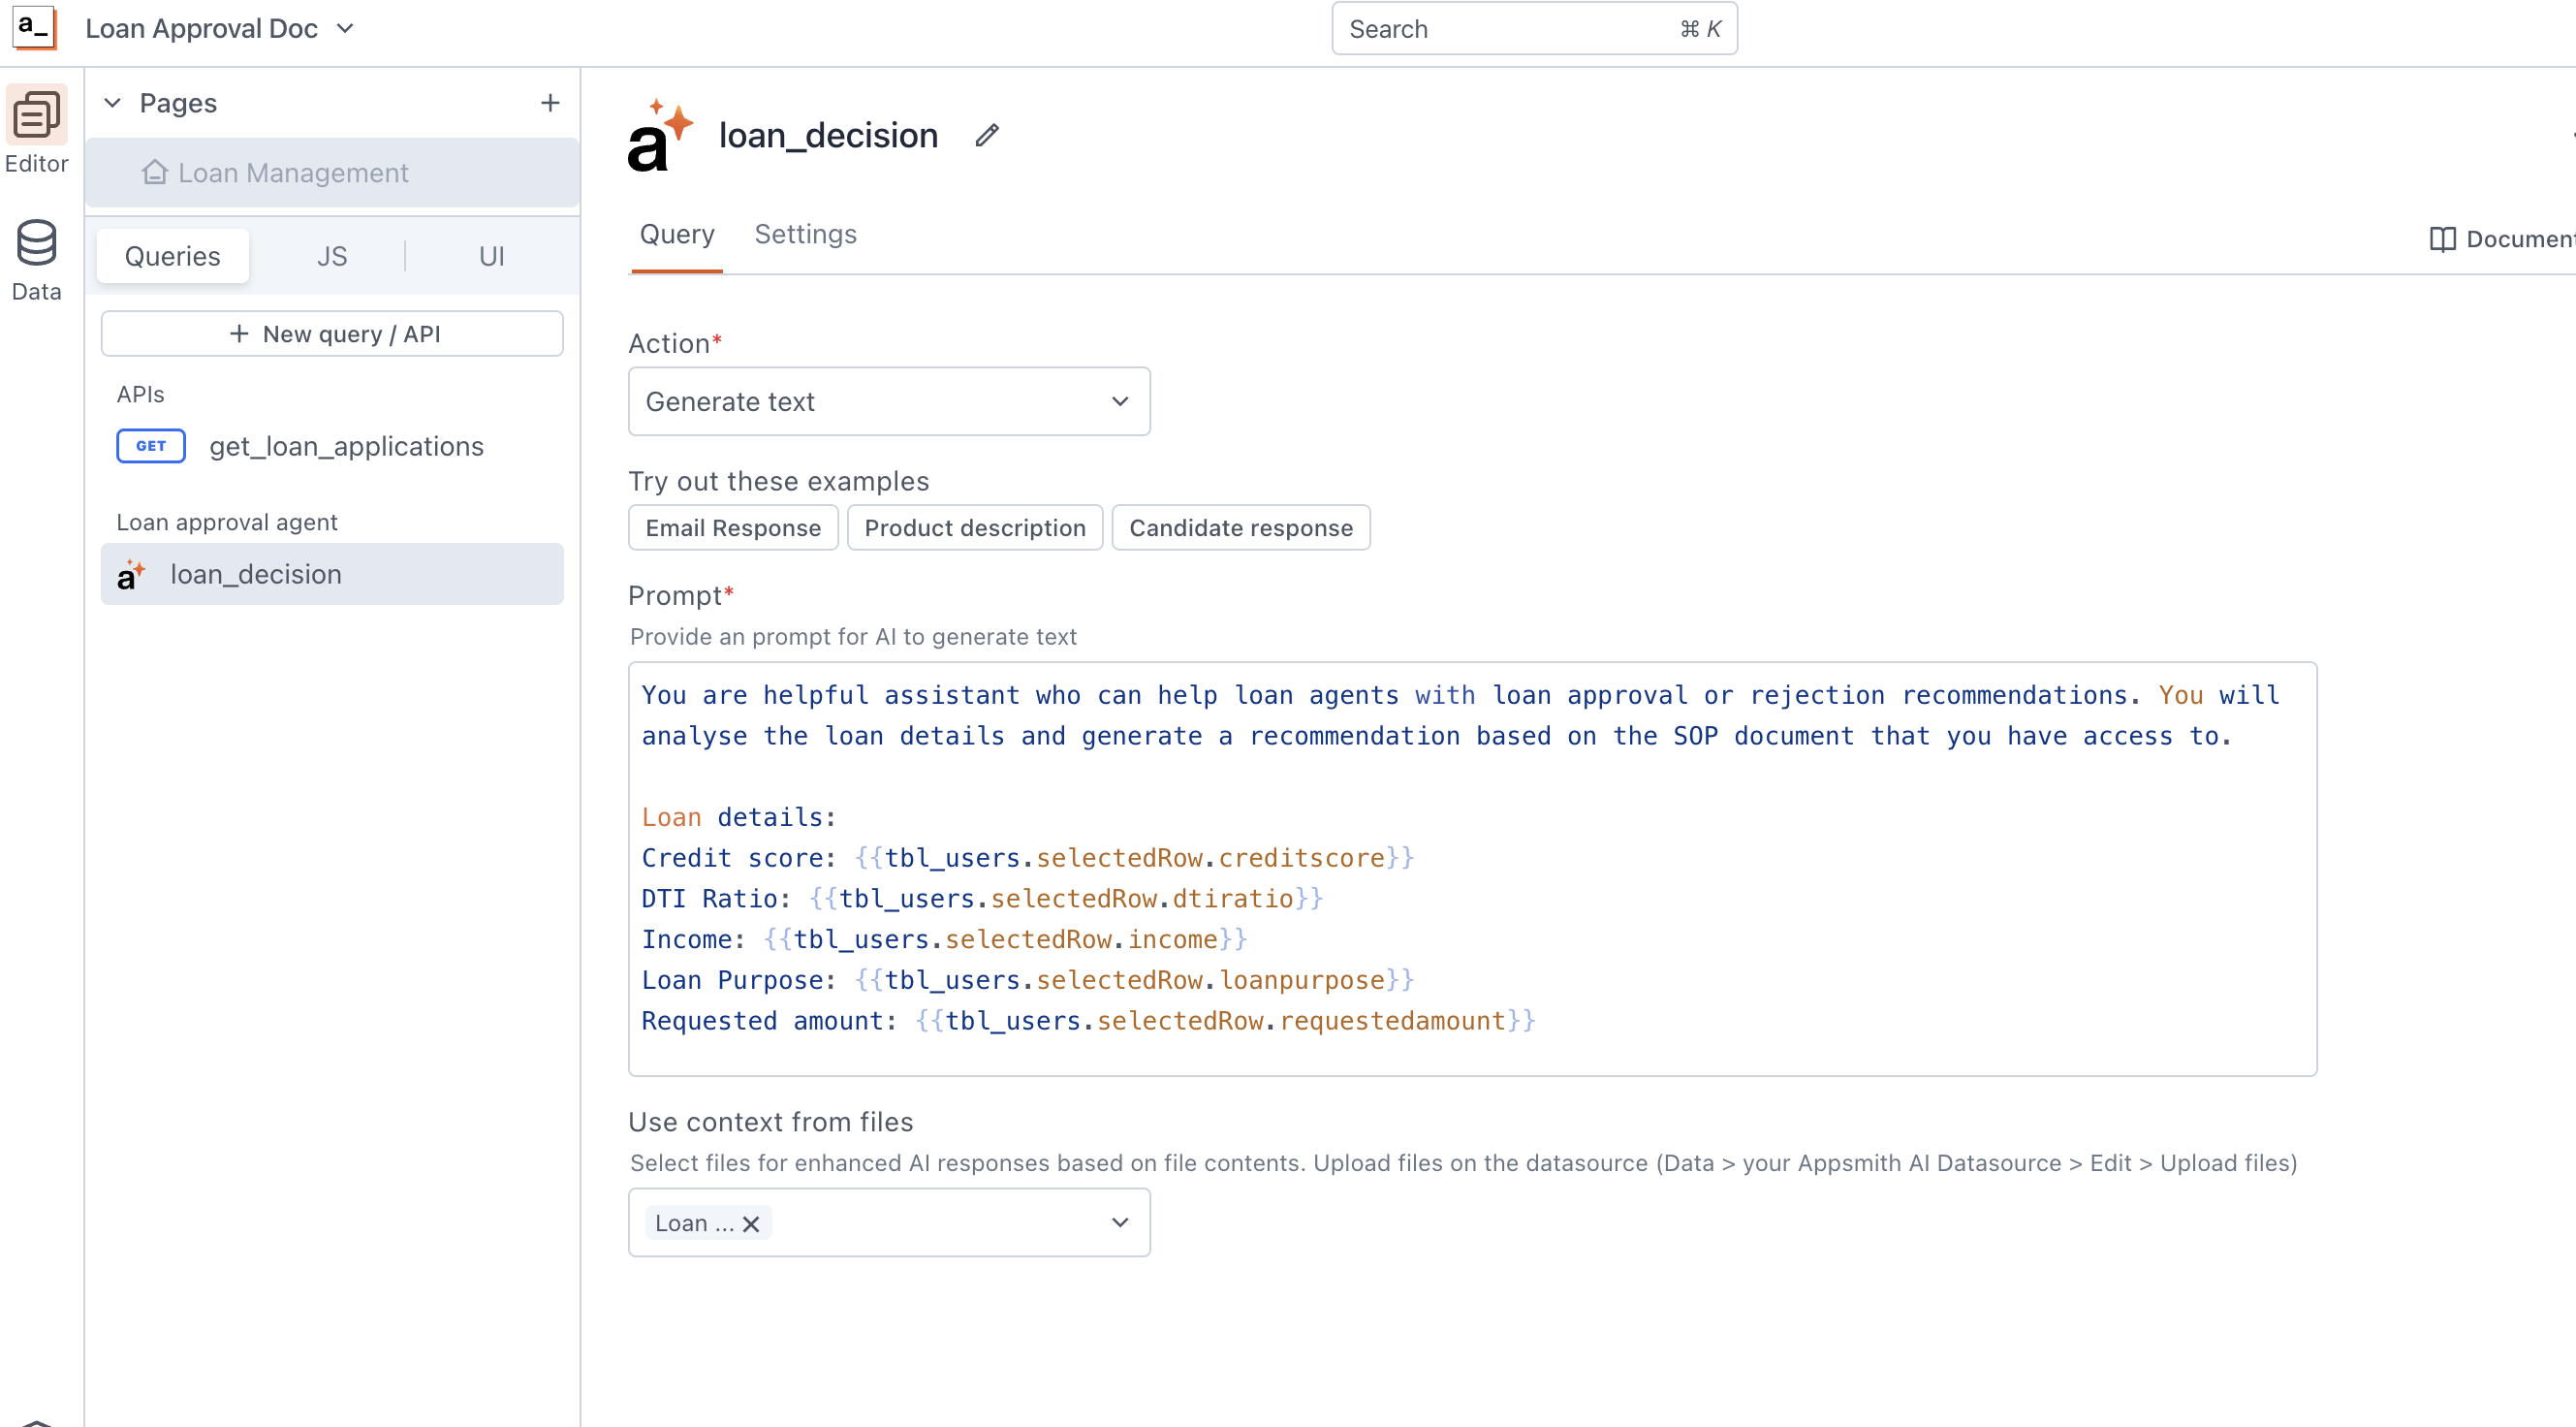 a_ Loan Approval Doc
Search ⌘ K
Editor
Data
Pages
Loan Management
Queries JS UI
New query / API
APIs
GET get_loan_applications
Loan approval agent
a loan_decision
a loan_decision
Query Settings
Documen
Action*
Generate text
Try out these examples
Email Response Product description Candidate response
Prompt*
Provide an prompt for AI to generate text
You are helpful assistant who can help loan agents with loan approval or rejection recommendations. You will
analyse the loan details and generate a recommendation based on the SOP document that you have access to.
Loan details:
Credit score: {{tbl_users.selectedRow.creditscore}}
DTI Ratio: {{tbl_users.selectedRow.dtiratio}}
Income: {{tbl_users.selectedRow.income}}
Loan Purpose: {{tbl_users.selectedRow.loanpurpose}}
Requested amount: {{tbl_users.selectedRow.requestedamount}}
Use context from files
Select files for enhanced AI responses based on file contents. Upload files on the datasource (Data > your Appsmith AI Datasource > Edit > Upload files)
Loan ...